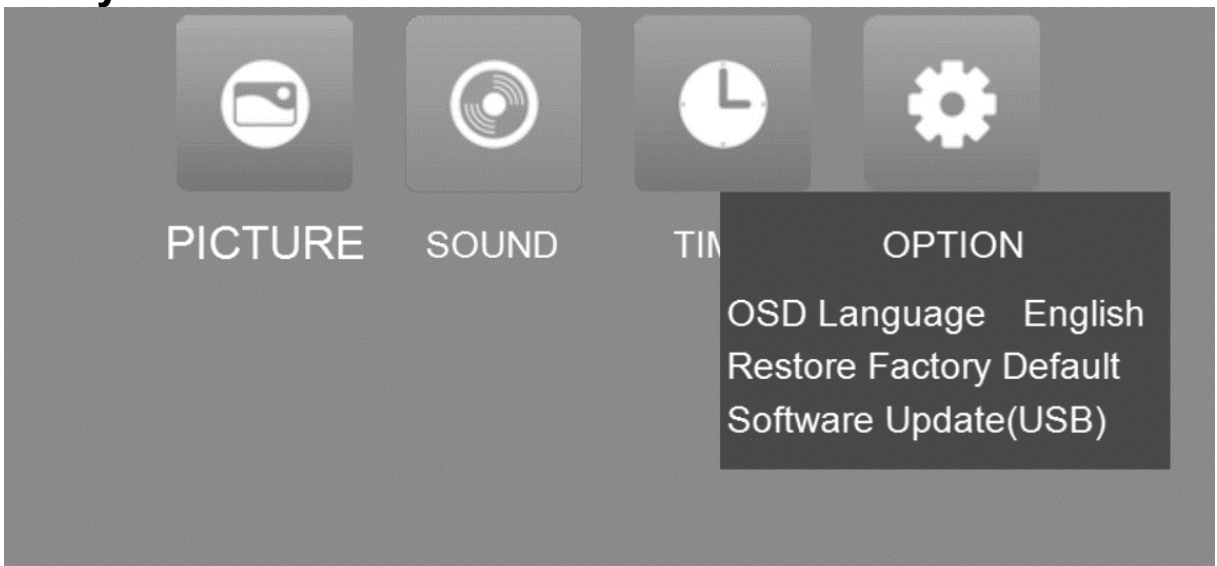 PICTURE SOUND OPTION
OSD Language English
Restore Factory Default
Software Update(USB)